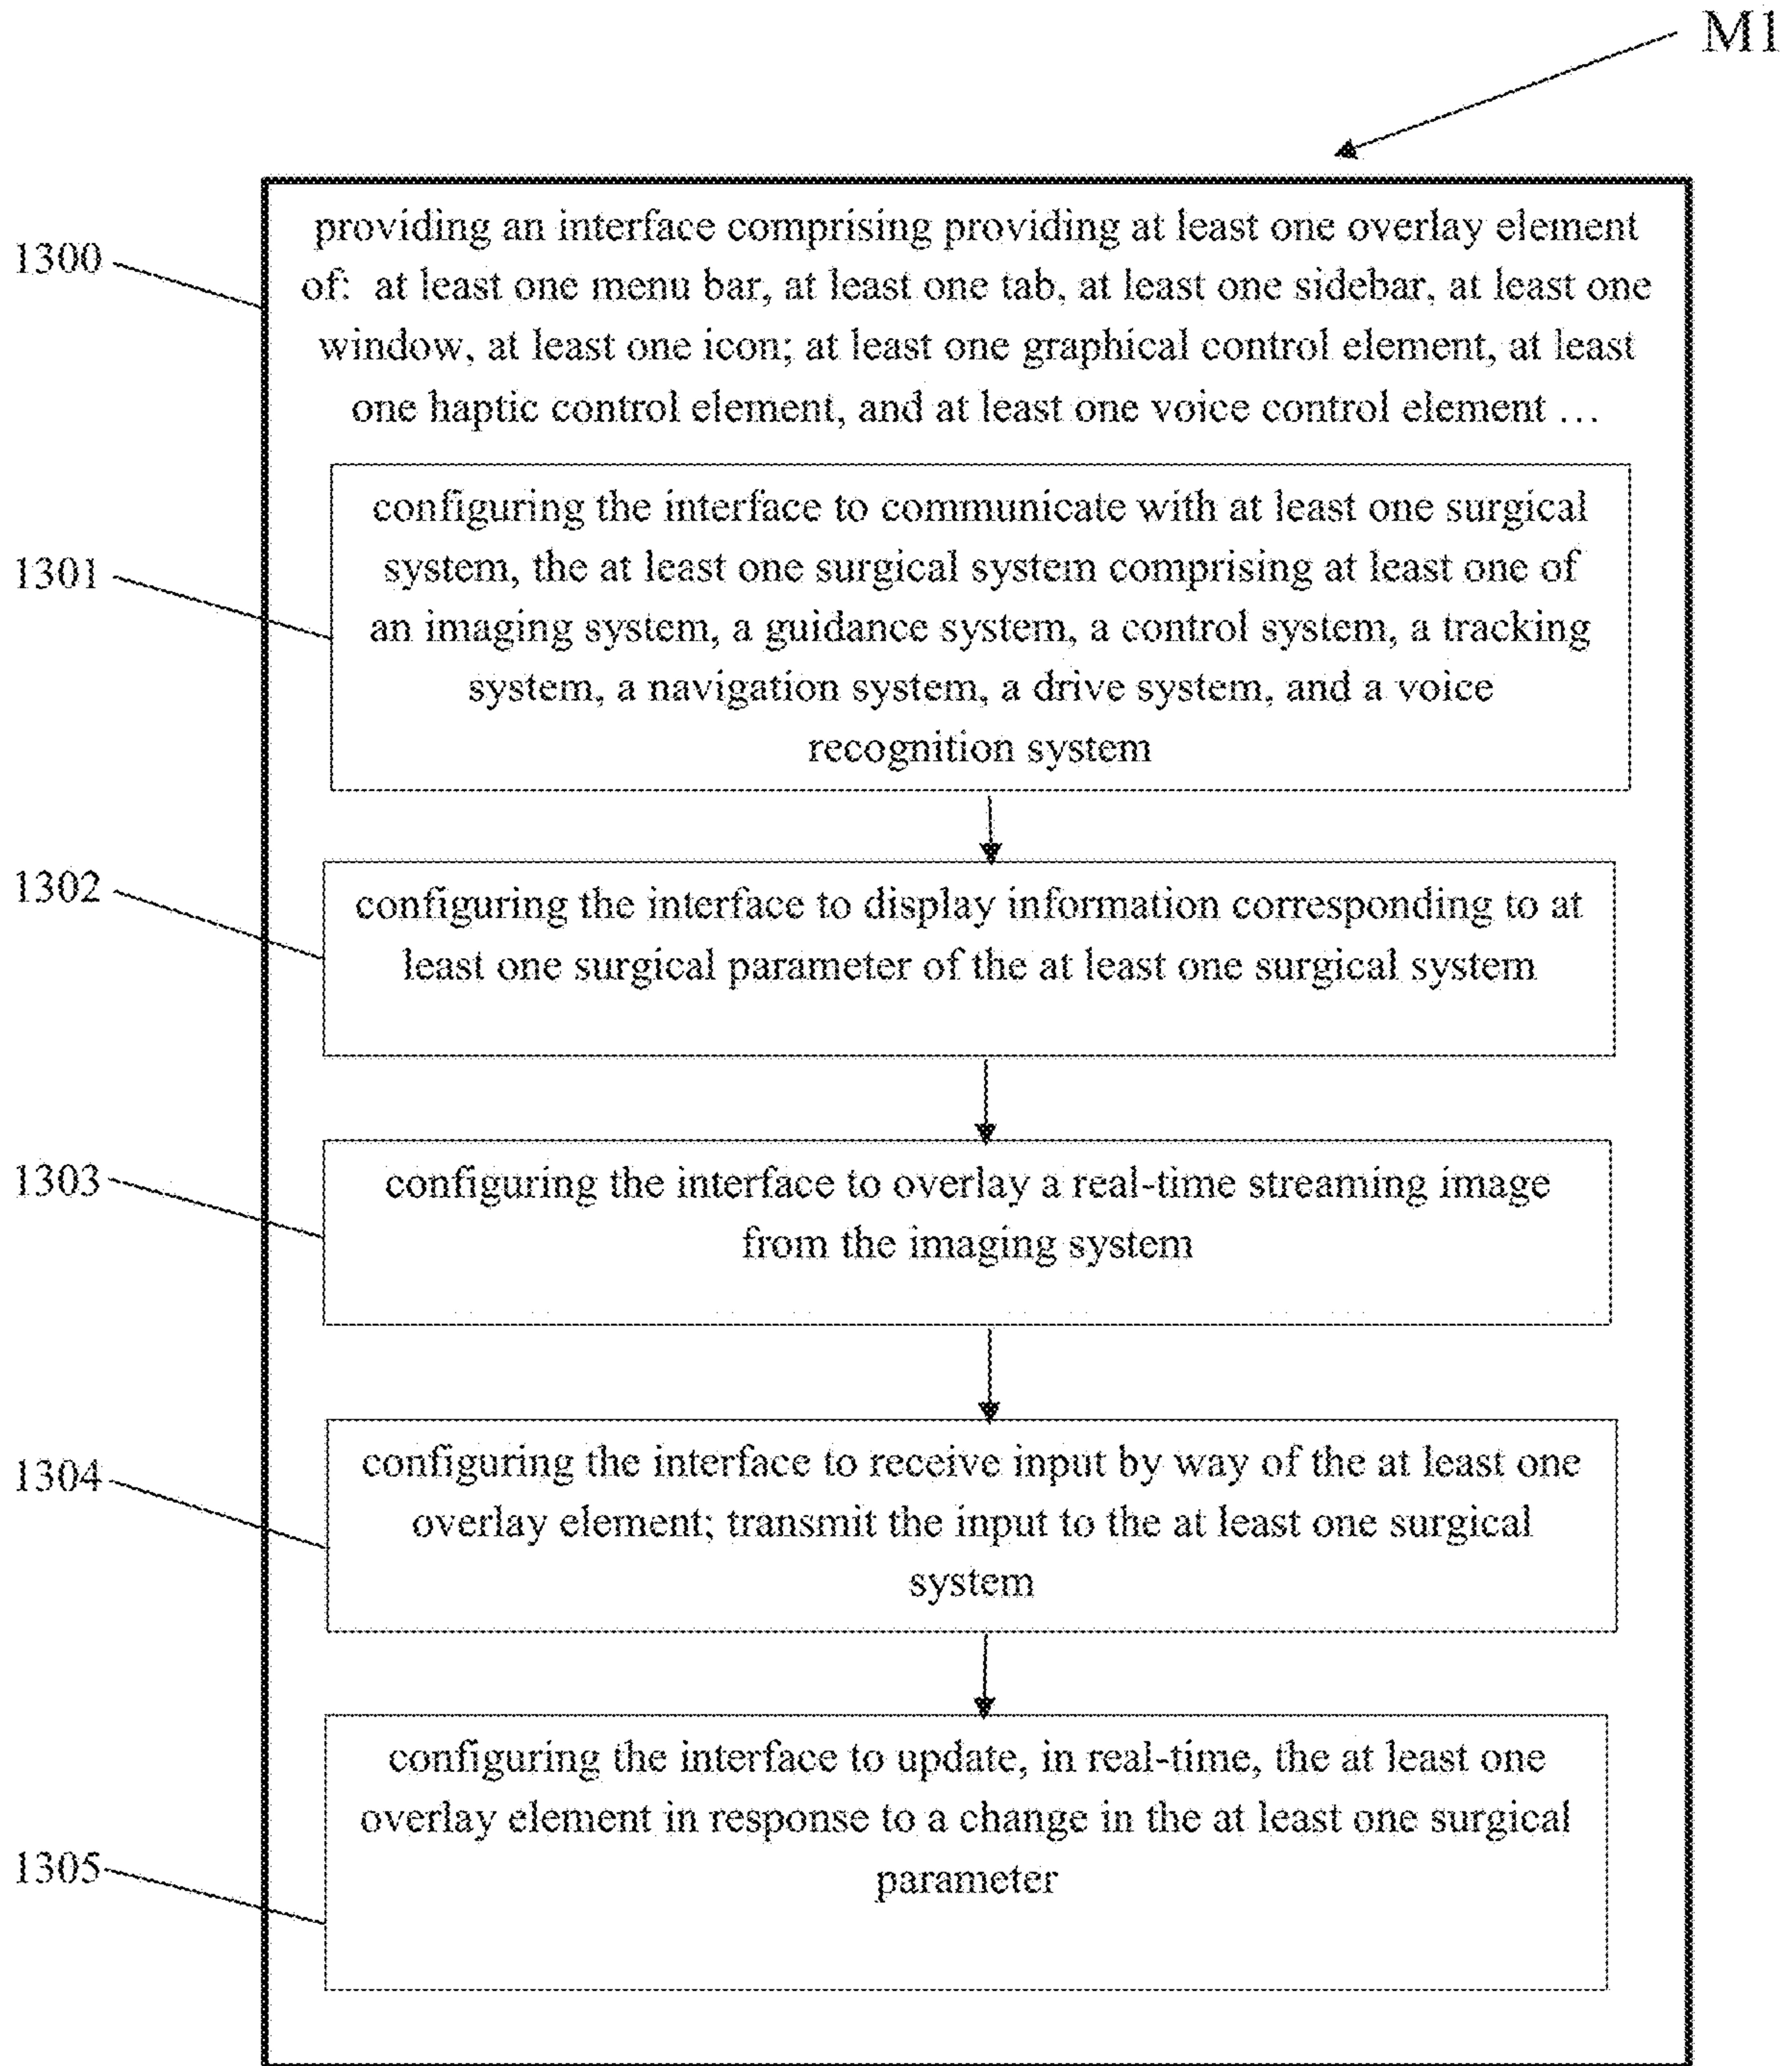 M1
1300
providing an interface comprising providing at least one overlay element
of: at least one menu bar, at least one tab, at least one sidebar, at least one
window, at least one icon; at least one graphical control element, at least
one haptic control element, and at least one voice control element ...
1301
configuring the interface to communicate with at least one surgical
system, the at least one surgical system comprising at least one of
an imaging system, a guidance system, a control system, a tracking
system, a navigation system, a drive system, and a voice
recognition system
1302
configuring the interface to display information corresponding to at
least one surgical parameter of the at least one surgical system
1303
configuring the interface to overlay a real-time streaming image
from the imaging system
1304
configuring the interface to receive input by way of the at least one
overlay element; transmit the input to the at least one surgical
system
1305
configuring the interface to update, in real-time, the at least one
overlay element in response to a change in the at least one surgical
parameter